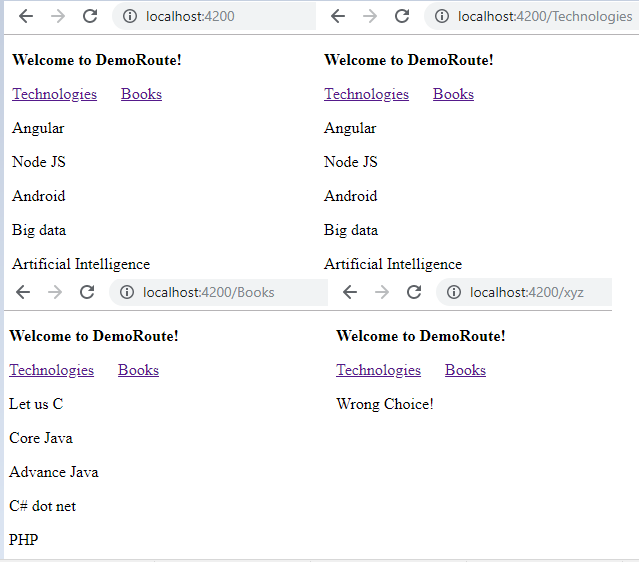 localhost:4200
Welcome to DemoRoute!
Technologies Books
Angular
Node JS
Android
Big data
Artificial Intelligence
localhost:4200/Technologies
Welcome to DemoRoute!
Technologies Books
Angular
Node JS
Android
Big data
Artificial Intelligence
localhost:4200/Books
Welcome to DemoRoute!
Technologies Books
Let us C
Core Java
Advance Java
C# dot net
PHP
localhost:4200/xyz
Welcome to DemoRoute!
Technologies Books
Wrong Choice!